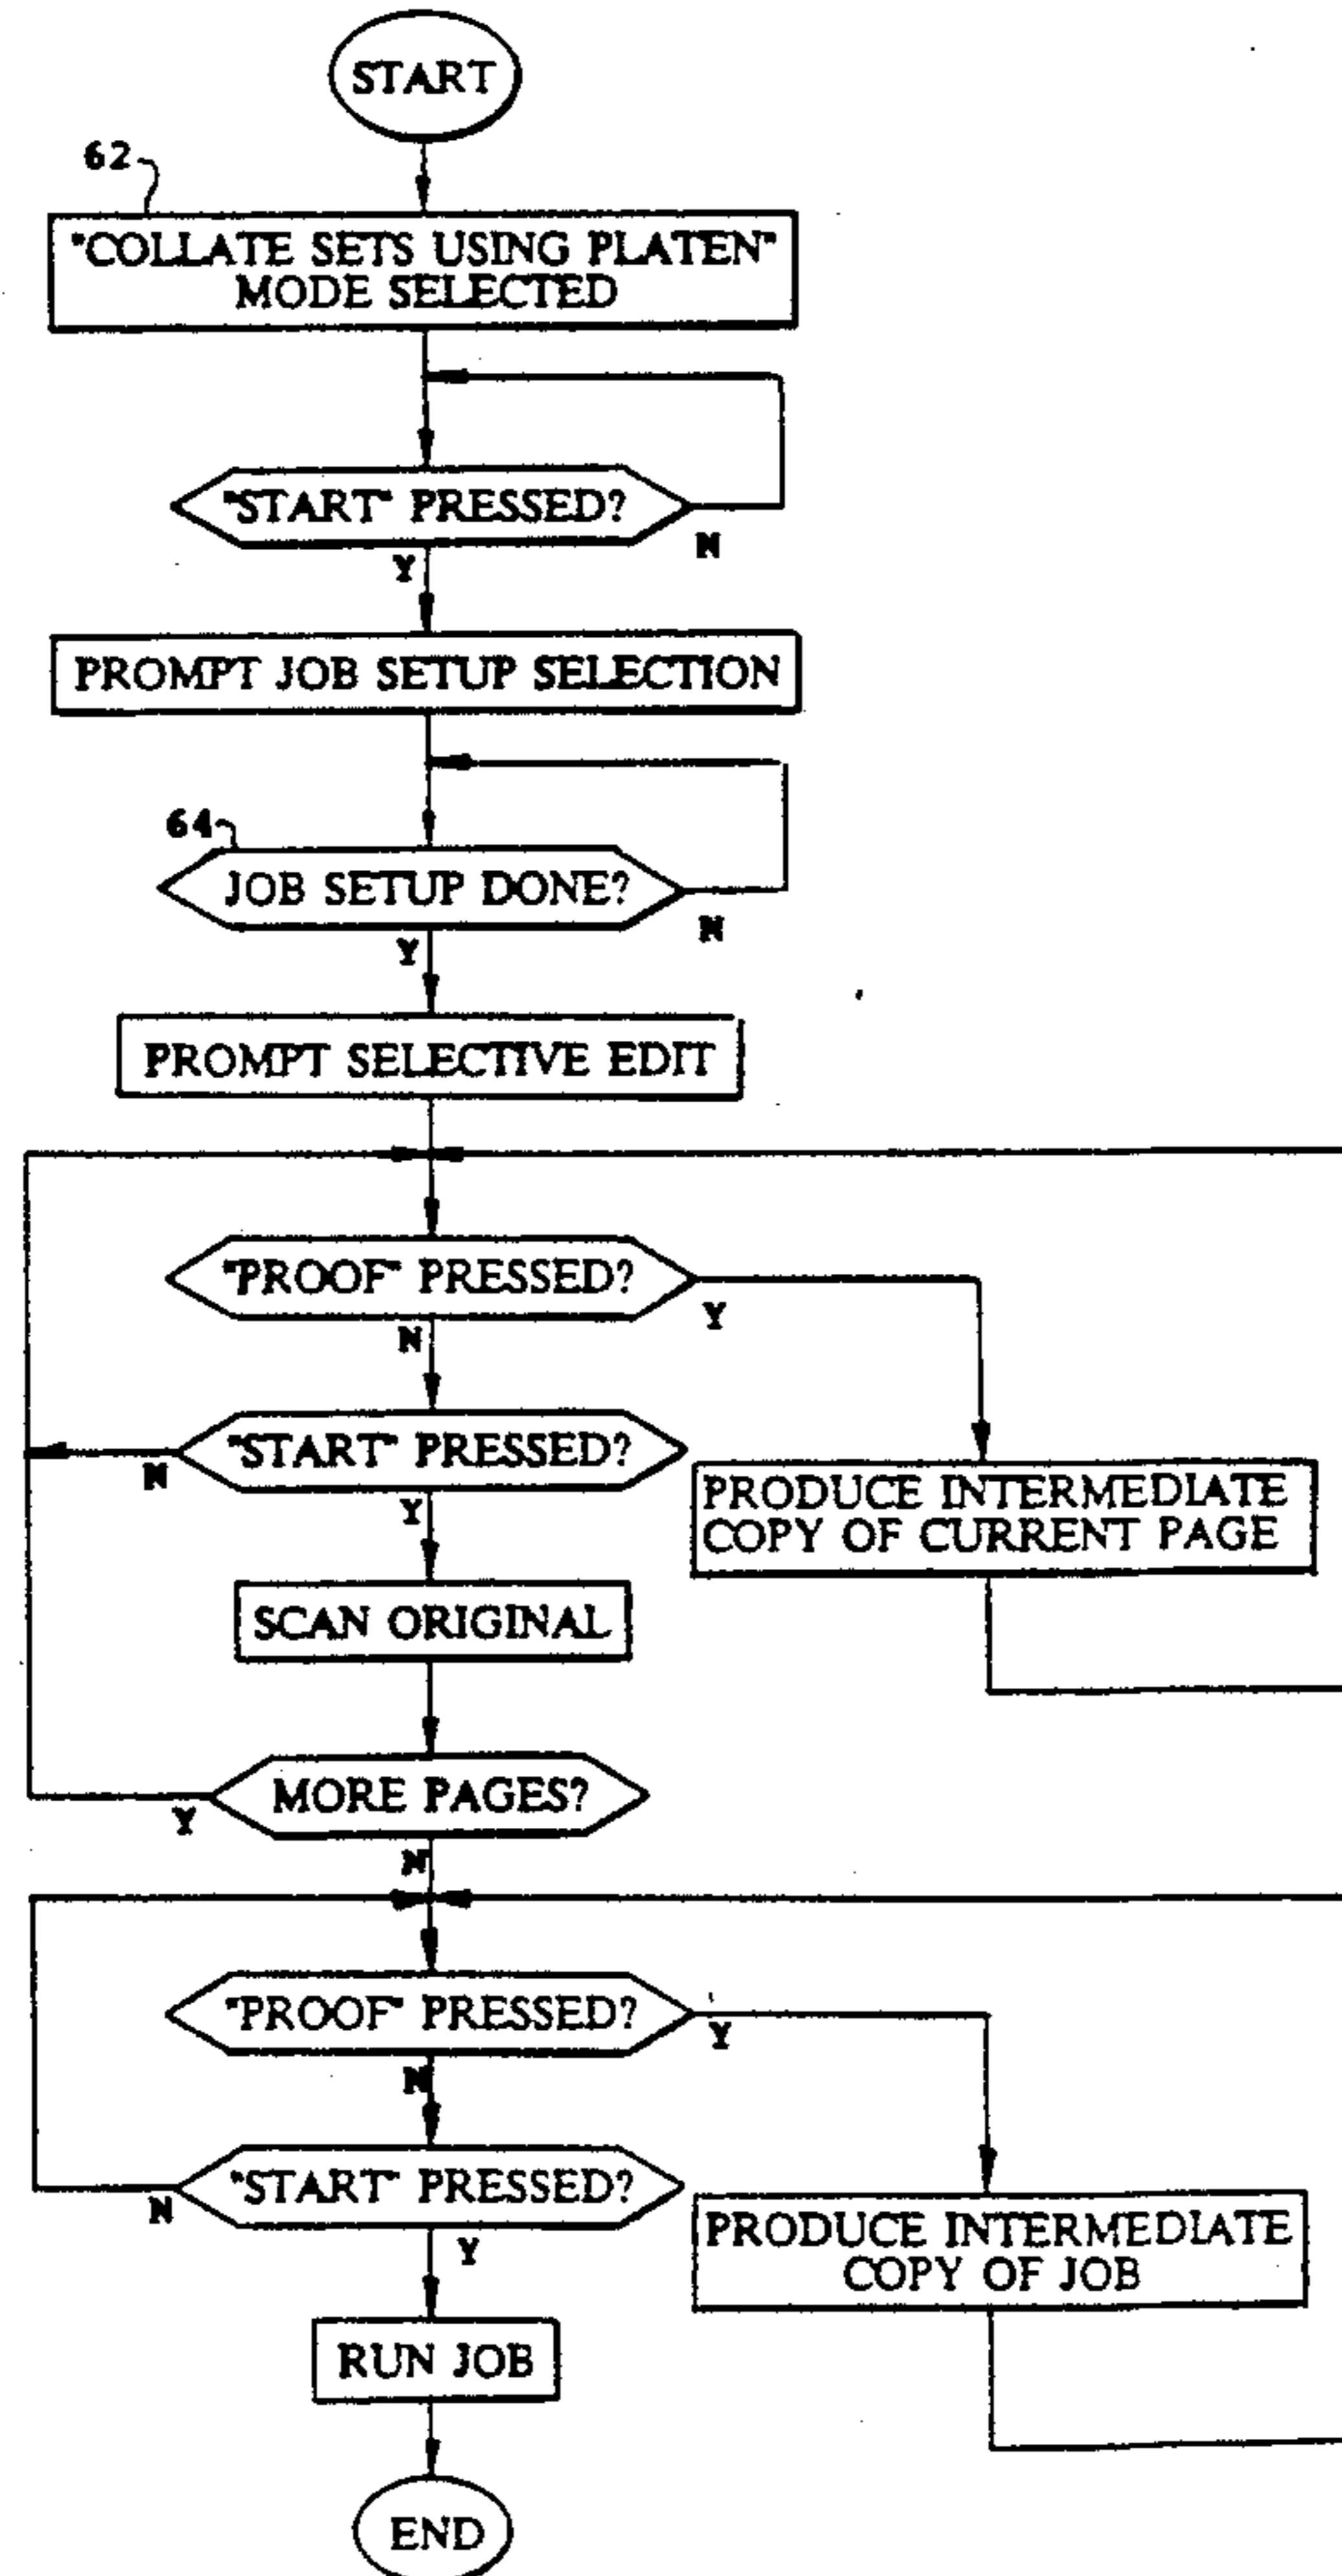 START
62
"COLLATE SETS USING PLATEN"
MODE SELECTED
"START" PRESSED?
N
Y
PROMPT JOB SETUP SELECTION
64
JOB SETUP DONE?
N
Y
PROMPT SELECTIVE EDIT
"PROOF" PRESSED?
Y
N
"START" PRESSED?
N
Y
PRODUCE INTERMEDIATE
COPY OF CURRENT PAGE
SCAN ORIGINAL
MORE PAGES?
Y
N
"PROOF" PRESSED?
Y
N
"START" PRESSED?
N
Y
PRODUCE INTERMEDIATE
COPY OF JOB
RUN JOB
END